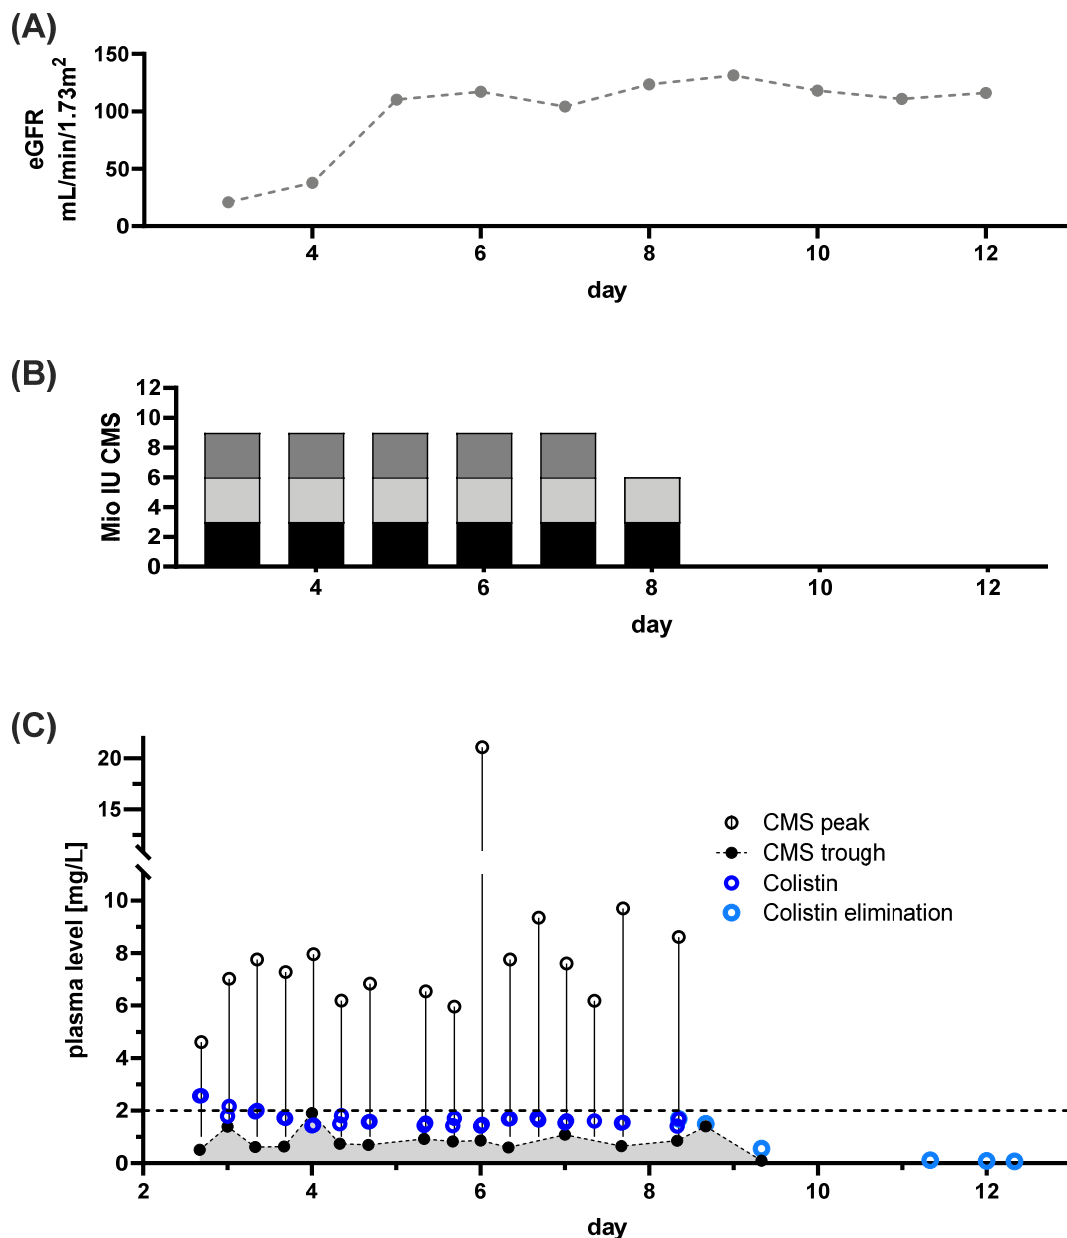 (A)
150
100
50
0
eGFR
mL/min/1.73m²
4 6 8 10 12
day
(B)
12
10
8
6
4
2
0
Mio IU CMS
4 6 8 10 12
day
(C)
20
15
10
8
6
4
2
0
plasma level [mg/L]
CMS peak
CMS trough
Colistin
Colistin elimination
2 4 6 8 10 12
day